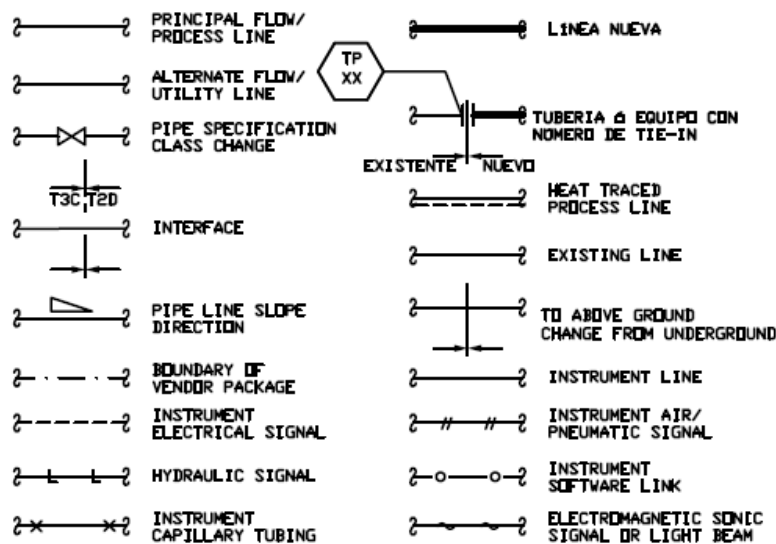 PRINCIPAL FLOW/
PROCESS LINE
ALTERNATE FLOW/
UTILITY LINE
PIPE SPECIFICATION
CLASS CHANGE
T3C T2D
INTERFACE
PIPE LINE SLOPE
DIRECTION
BOUNDARY OF
VENDOR PACKAGE
INSTRUMENT
ELECTRICAL SIGNAL
HYDRAULIC SIGNAL
INSTRUMENT
CAPILLARY TUBING
LINEA NUEVA
TP
XX
TUBERIA ó EQUIPO CON
NUMERO DE TIE-IN
EXISTENTE NUEVO
HEAT TRACED
PROCESS LINE
EXISTING LINE
TO ABOVE GROUND
CHANGE FROM UNDERGROUND
INSTRUMENT LINE
INSTRUMENT AIR/
PNEUMATIC SIGNAL
INSTRUMENT
SOFTWARE LINK
ELECTROMAGNETIC SONIC
SIGNAL OR LIGHT BEAM